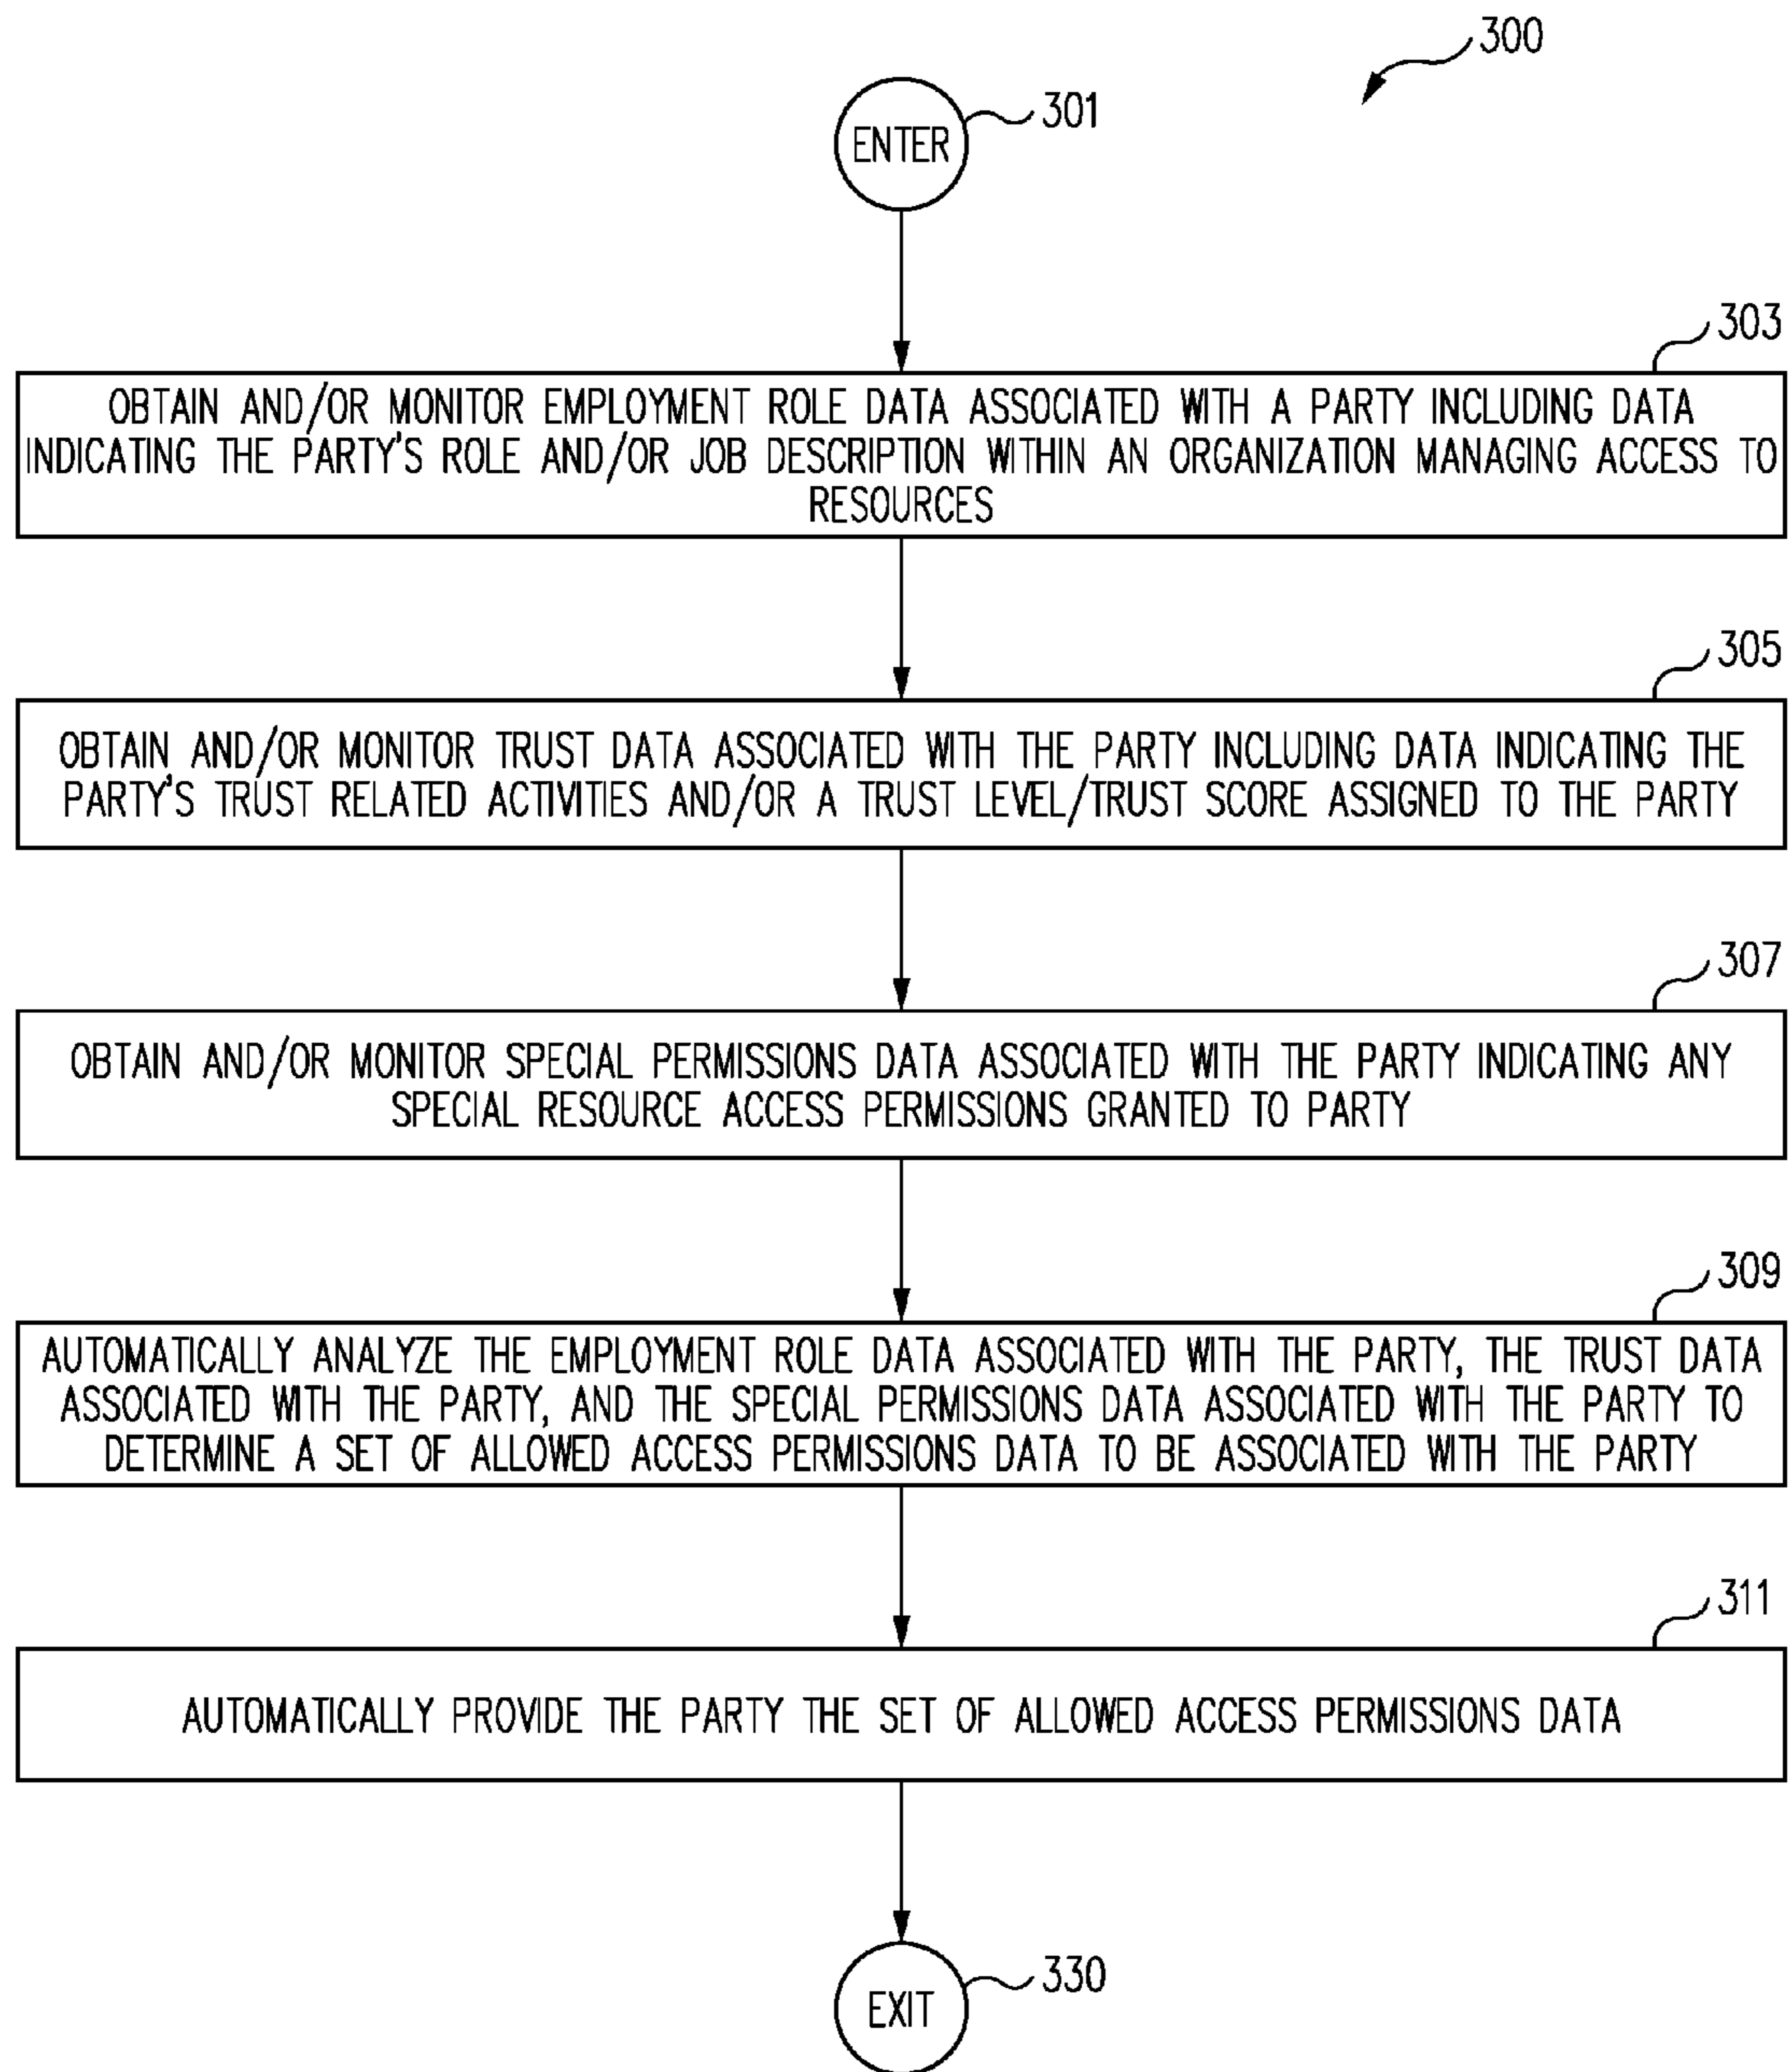 300
ENTER
301
303
OBTAIN AND/OR MONITOR EMPLOYMENT ROLE DATA ASSOCIATED WITH A PARTY INCLUDING DATA
INDICATING THE PARTY'S ROLE AND/OR JOB DESCRIPTION WITHIN AN ORGANIZATION MANAGING ACCESS TO
RESOURCES
305
OBTAIN AND/OR MONITOR TRUST DATA ASSOCIATED WITH THE PARTY INCLUDING DATA INDICATING THE
PARTY'S TRUST RELATED ACTIVITIES AND/OR A TRUST LEVEL/TRUST SCORE ASSIGNED TO THE PARTY
307
OBTAIN AND/OR MONITOR SPECIAL PERMISSIONS DATA ASSOCIATED WITH THE PARTY INDICATING ANY
SPECIAL RESOURCE ACCESS PERMISSIONS GRANTED TO PARTY
309
AUTOMATICALLY ANALYZE THE EMPLOYMENT ROLE DATA ASSOCIATED WITH THE PARTY, THE TRUST DATA
ASSOCIATED WITH THE PARTY, AND THE SPECIAL PERMISSIONS DATA ASSOCIATED WITH THE PARTY TO
DETERMINE A SET OF ALLOWED ACCESS PERMISSIONS DATA TO BE ASSOCIATED WITH THE PARTY
311
AUTOMATICALLY PROVIDE THE PARTY THE SET OF ALLOWED ACCESS PERMISSIONS DATA
330
EXIT